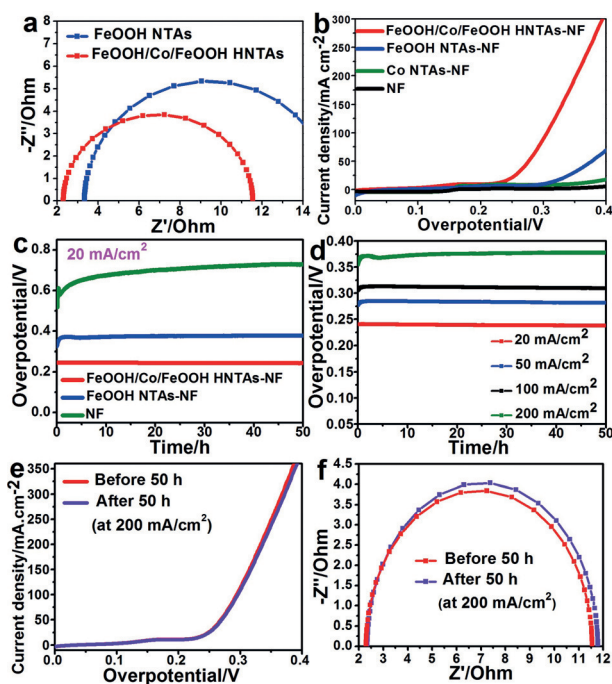 a
FeOOH NTAs
FeOOH/Co/FeOOH HNTAs
-Z''/Ohm
8
6
4
2
0
2 4 6 8 10 12 14
Z'/Ohm
b
FeOOH/Co/FeOOH HNTAs-NF
FeOOH NTAs-NF
Co NTAs-NF
NF
Current density/mA cm-2
300
250
200
150
100
50
0
0.0 0.1 0.2 0.3 0.4
Overpotential/V
c
20 mA/cm2
Overpotential/V
0.8
0.6
0.4
0.2
0.0
FeOOH/Co/FeOOH HNTAs-NF
FeOOH NTAs-NF
NF
0 10 20 30 40 50
Time/h
d
Overpotential/V
0.40
0.35
0.30
0.25
0.20
0.15
0.10
0.05
20 mA/cm2
50 mA/cm2
100 mA/cm2
200 mA/cm2
0 10 20 30 40 50
Time/h
e
Before 50 h
After 50 h
(at 200 mA/cm2)
Current density/mA.cm-2
350
300
250
200
150
100
50
0
0.0 0.1 0.2 0.3 0.4
Overpotential/V
f
Before 50 h
After 50 h
(at 200 mA/cm2)
-Z''/Ohm
4.5
4.0
3.5
3.0
2.5
2.0
1.5
1.0
0.5
0.0
2 3 4 5 6 7 8 9 10 11 12
Z'/Ohm